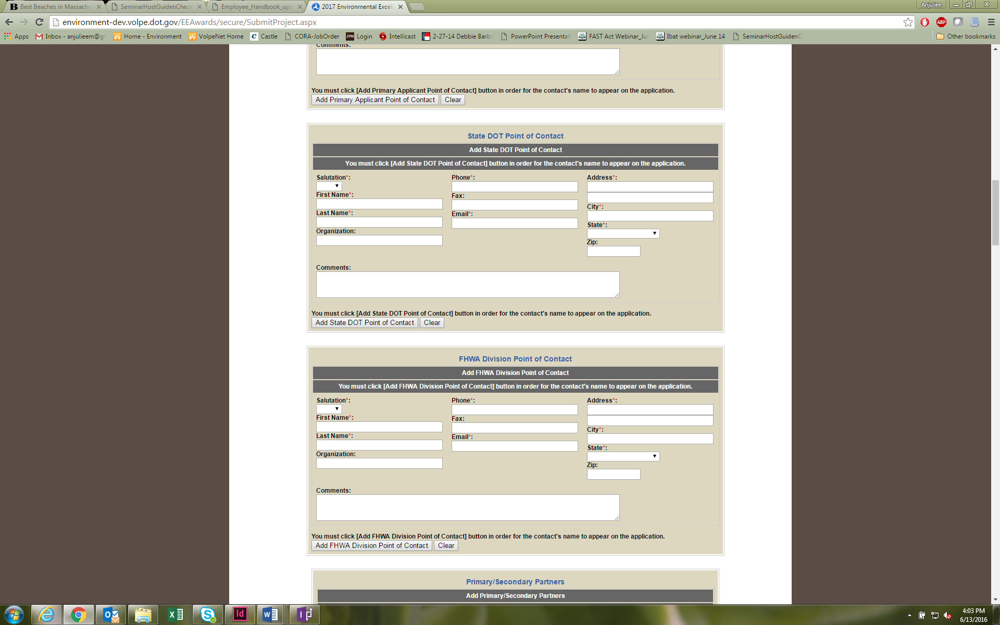 Best Beaches in Massachu
SeminarHostGuidenCheck
Employee_Handbook_upd
2017 Environmental Excell
Anjuliee
environment-dev.volpe.dot.gov/EEAwards/secure/SubmitProject.aspx
ABP
Apps
Inbox - anjulieem@g
Home - Environment
VolpeNet Home
Castle
CORA-JobOrder
JPM Login
Intellicast
2-27-14 Debbie Barb
PowerPoint Presentat
FAST Act Webinar_Jun
Ibat webinar_June 14
SeminarHostGuidenC
Other bookmarks
Comments:
You must click [Add Primary Applicant Point of Contact] button in order for the contact's name to appear on the application.
Add Primary Applicant Point of Contact Clear
State DOT Point of Contact
Add State DOT Point of Contact
You must click [Add State DOT Point of Contact] button in order for the contact's name to appear on the application.
Salutation*:
First Name*:
Last Name*:
Organization:
Phone*:
Fax:
Email*:
Address*:
City*:
State*:
Zip:
Comments:
You must click [Add State DOT Point of Contact] button in order for the contact's name to appear on the application.
Add State DOT Point of Contact Clear
FHWA Division Point of Contact
Add FHWA Division Point of Contact
You must click [Add FHWA Division Point of Contact] button in order for the contact's name to appear on the application.
Salutation*:
First Name*:
Last Name*:
Organization:
Phone*:
Fax:
Email*:
Address*:
City*:
State*:
Zip:
Comments:
You must click [Add FHWA Division Point of Contact] button in order for the contact's name to appear on the application.
Add FHWA Division Point of Contact Clear
Primary/Secondary Partners
Add Primary/Secondary Partners
4:03 PM
6/13/2016